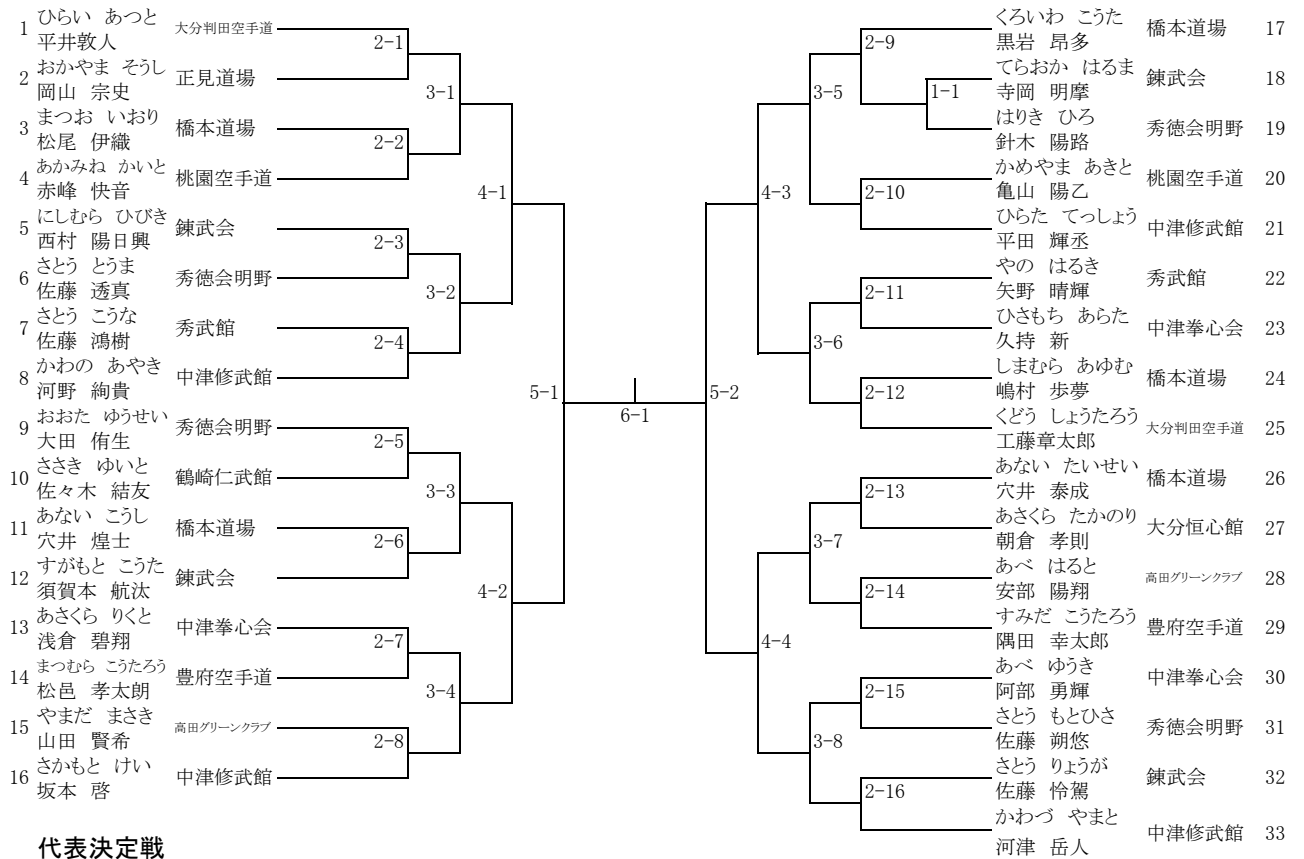 ひらい あつと
1 平井敦人 大分判田空手道
おかやま そうし
2 岡山 宗史 正見道場
まつお いおり
3 松尾 伊織 橋本道場
あかみね かいと
4 赤峰 快音 桃園空手道
にしむら ひびき
5 西村 陽日興 錬武会
さとう とうま
6 佐藤 透真 秀徳会明野
さとう こうな
7 佐藤 鴻樹 秀武館
かわの あやき
8 河野 絢貴 中津修武館
おおた ゆうせい
9 大田 侑生 秀徳会明野
ささき ゆいと
10 佐々木 結友 鶴崎仁武館
あない こうし
11 穴井 煌士 橋本道場
すがもと こうた
12 須賀本 航汰 錬武会
あさくら りくと
13 浅倉 碧翔 中津拳心会
まつむら こうたろう
14 松邑 孝太朗 豊府空手道
やまだ まさき
15 山田 賢希 高田グリーンクラブ
さかもと けい
16 坂本 啓 中津修武館
2-1
2-2
2-3
2-4
2-5
2-6
2-7
2-8
3-1
3-2
3-3
3-4
4-1
4-2
5-1
6-1
5-2
4-3
4-4
3-5
3-6
3-7
3-8
2-9
1-1
2-10
2-11
2-12
2-13
2-14
2-15
2-16
くろいわ こうた
黒岩 昂多 橋本道場 17
てらおか はるま
寺岡 明摩 錬武会 18
はりき ひろ
針木 陽路 秀徳会明野 19
かめやま あきと
亀山 陽乙 桃園空手道 20
ひらた てっしょう
平田 輝丞 中津修武館 21
やの はるき
矢野 晴輝 秀武館 22
ひさもち あらた
久持 新 中津拳心会 23
しまむら あゆむ
嶋村 歩夢 橋本道場 24
くどう しょうたろう
工藤章太郎 大分判田空手道 25
あない たいせい
穴井 泰成 橋本道場 26
あさくら たかのり
朝倉 孝則 大分恒心館 27
あべ はると
安部 陽翔 高田グリーンクラブ 28
すみだ こうたろう
隅田 幸太郎 豊府空手道 29
あべ ゆうき
阿部 勇輝 中津拳心会 30
さとう もとひさ
佐藤 朔悠 秀徳会明野 31
さとう りょうが
佐藤 怜駕 錬武会 32
かわづ やまと
河津 岳人 中津修武館 33
代表決定戦